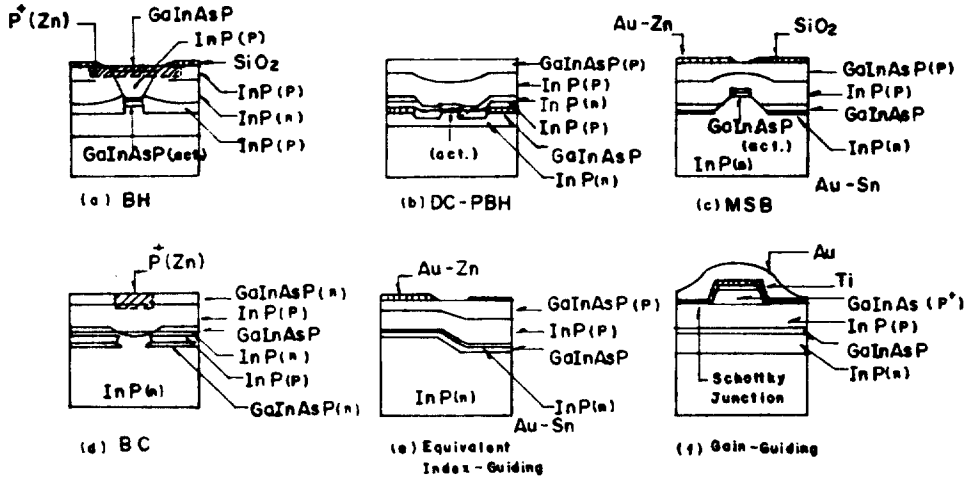 P⁺(Zn)
GaInAsP
InP(P)
SiO₂
InP(P)
InP(n)
InP(P)
GaInAsP(act.)
(a) BH
GaInAsP(P)
InP(P)
InP(n)
InP(P)
GaInAsP
InP(n)
(act.)
(b) DC-PBH
Au-Zn
SiO₂
GaInAsP(P)
InP(P)
GaInAsP
InP(n)
GaInAsP
(act.)
InP(n)
Au-Sn
(c) MSB
P⁺(Zn)
GaInAsP(n)
InP(P)
GaInAsP
InP(n)
InP(P)
GaInAsP(n)
InP(n)
(d) BC
Au-Zn
GaInAsP(P)
InP(P)
GaInAsP
InP(n)
InP(n)
Au-Sn
(e) Equivalent
Index-Guiding
Au
Ti
GaInAs(P⁺)
InP(P)
GaInAsP
InP(n)
Schottky
Junction
(f) Gain-Guiding